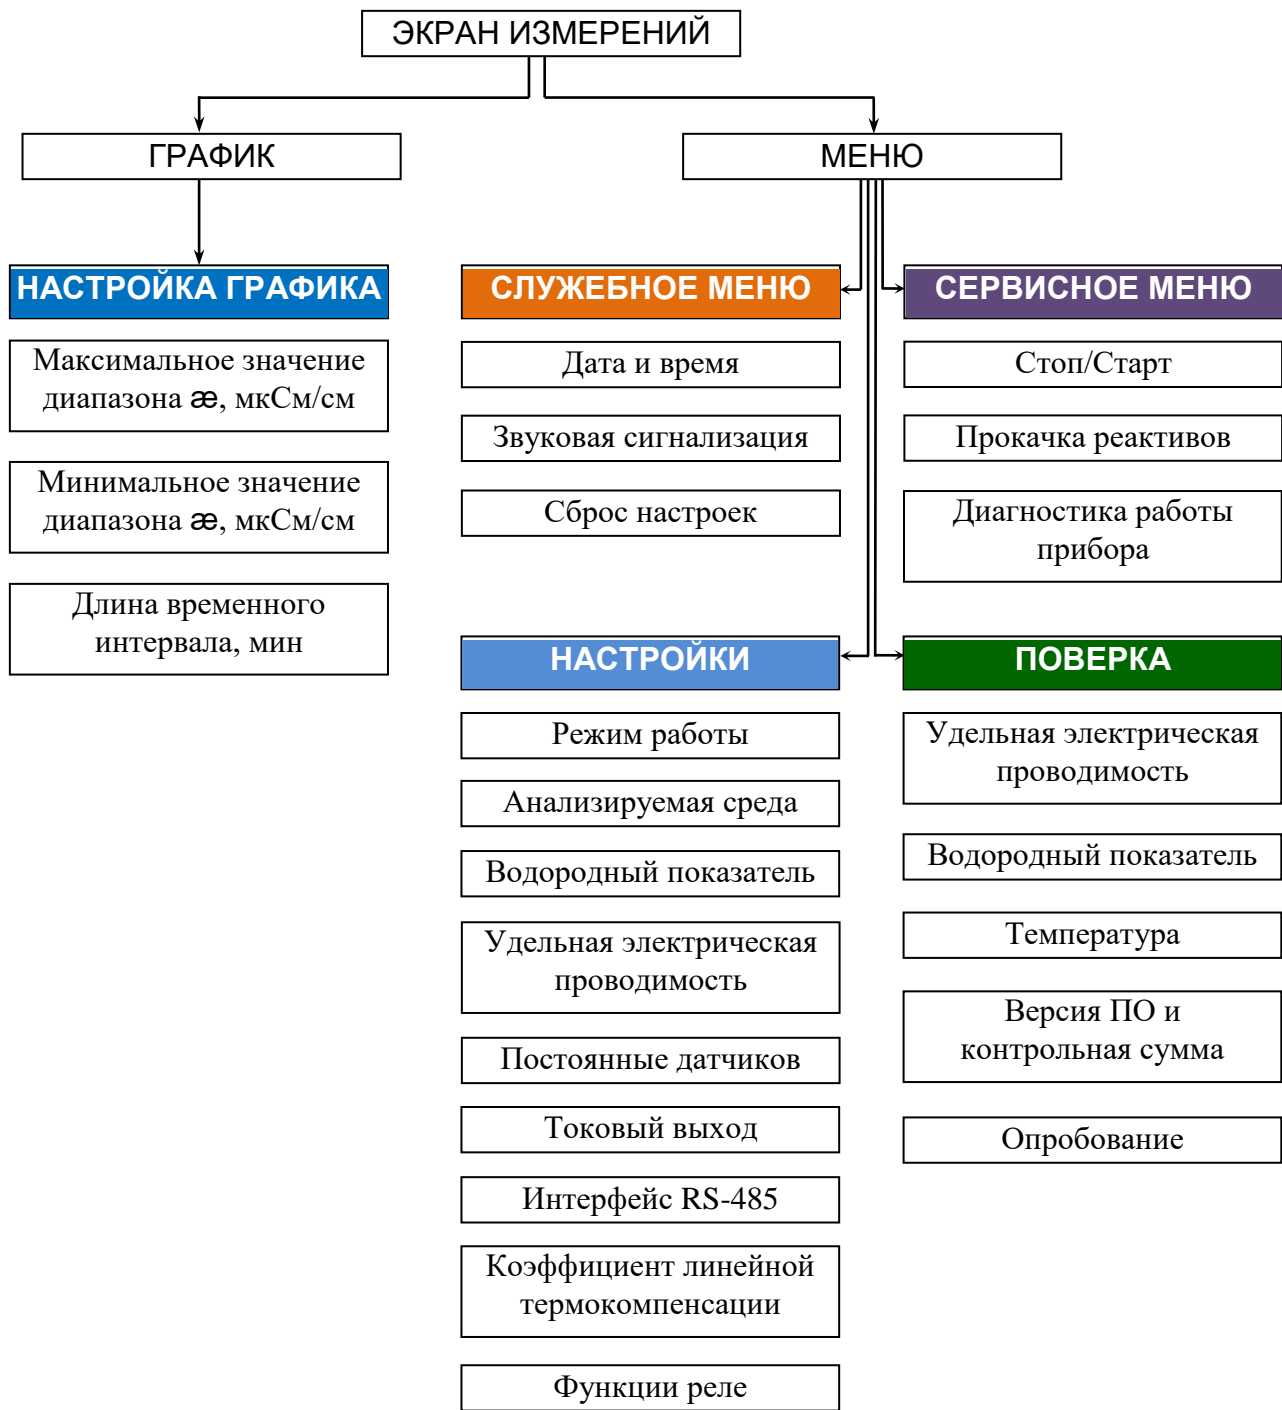 ЭКРАН ИЗМЕРЕНИЙ
ГРАФИК
МЕНЮ
НАСТРОЙКА ГРАФИКА
Максимальное значение
диапазона æ, мкСм/см
Минимальное значение
диапазона æ, мкСм/см
Длина временного
интервала, мин
СЛУЖЕБНОЕ МЕНЮ
Дата и время
Звуковая сигнализация
Сброс настроек
СЕРВИСНОЕ МЕНЮ
Стоп/Старт
Прокачка реактивов
Диагностика работы
прибора
НАСТРОЙКИ
Режим работы
Анализируемая среда
Водородный показатель
Удельная электрическая
проводимость
Постоянные датчиков
Токовый выход
Интерфейс RS-485
Коэффициент линейной
термокомпенсации
Функции реле
ПОВЕРКА
Удельная электрическая
проводимость
Водородный показатель
Температура
Версия ПО и
контрольная сумма
Опробование